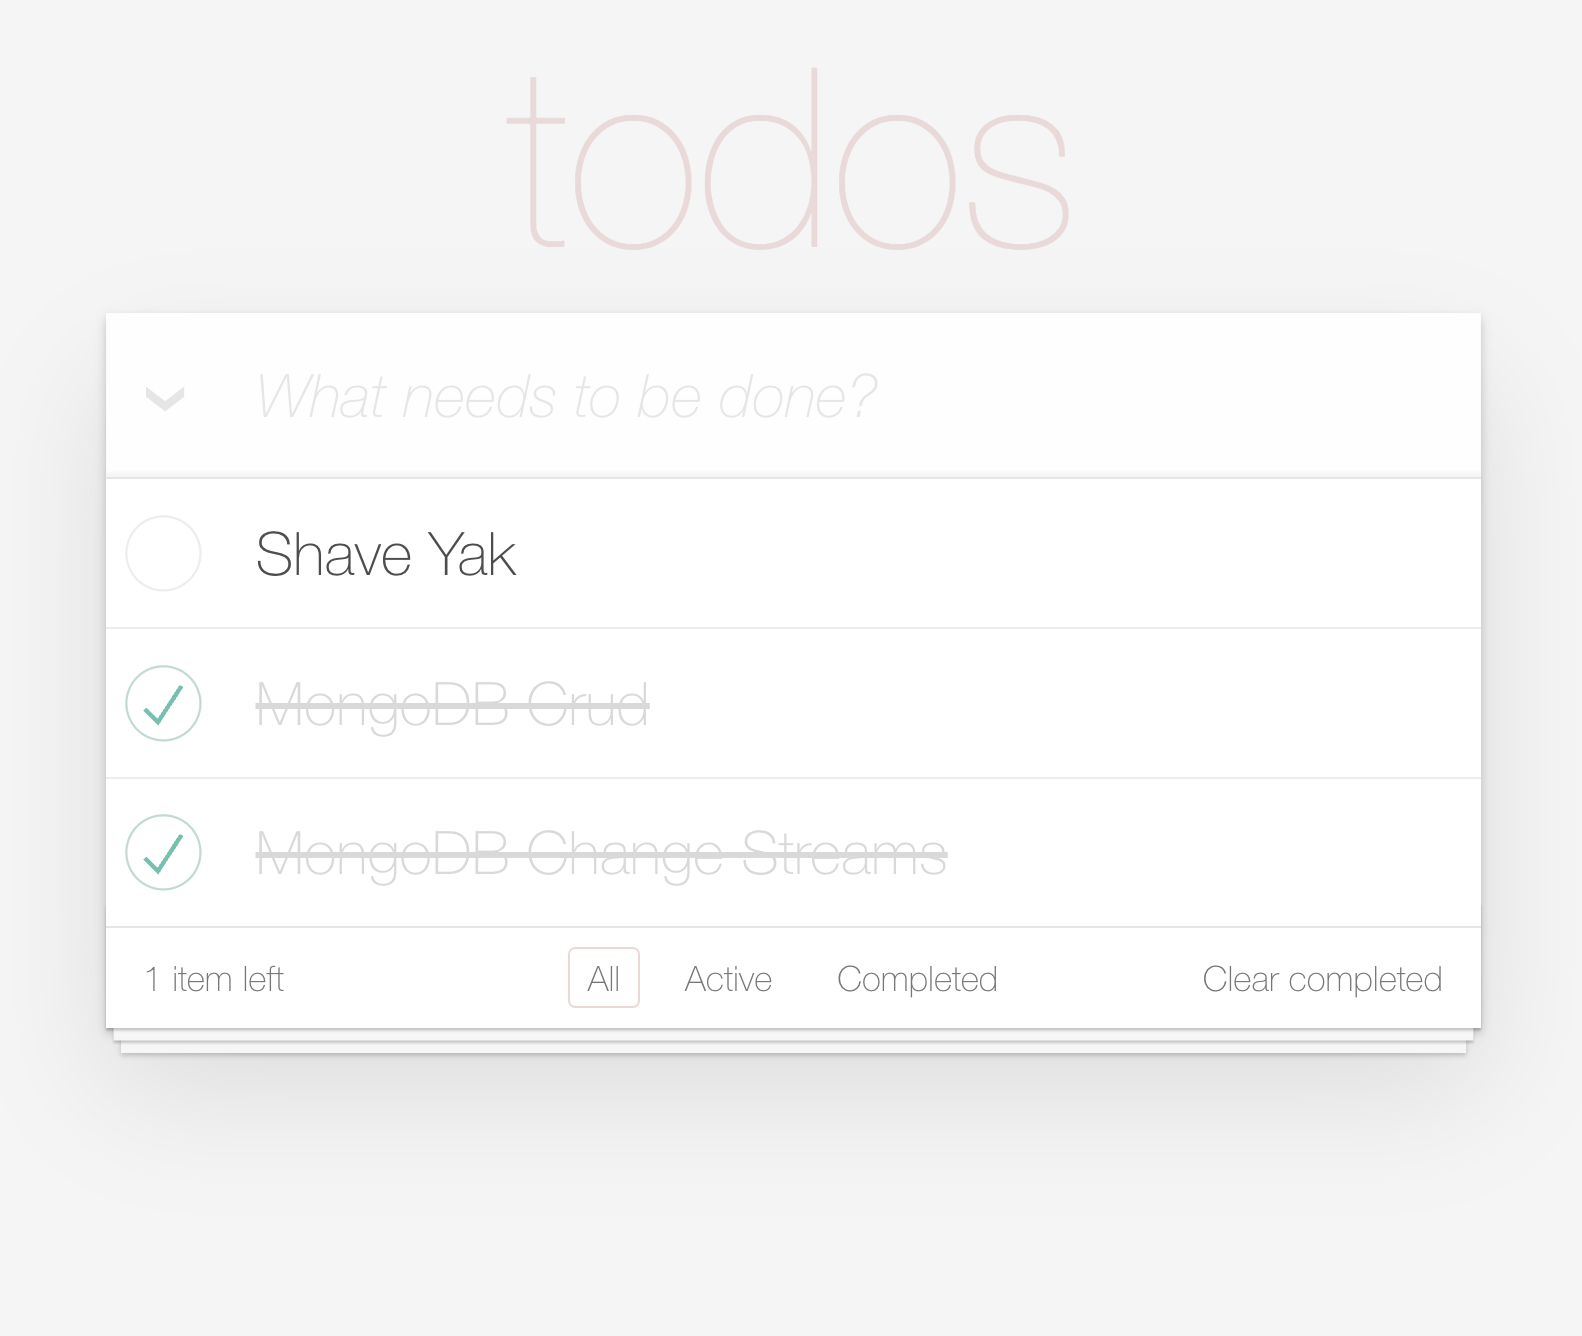 todos
What needs to be done?
Shave Yak
MongoDB Crud
MongoDB Change Streams
1 item left All Active Completed Clear completed